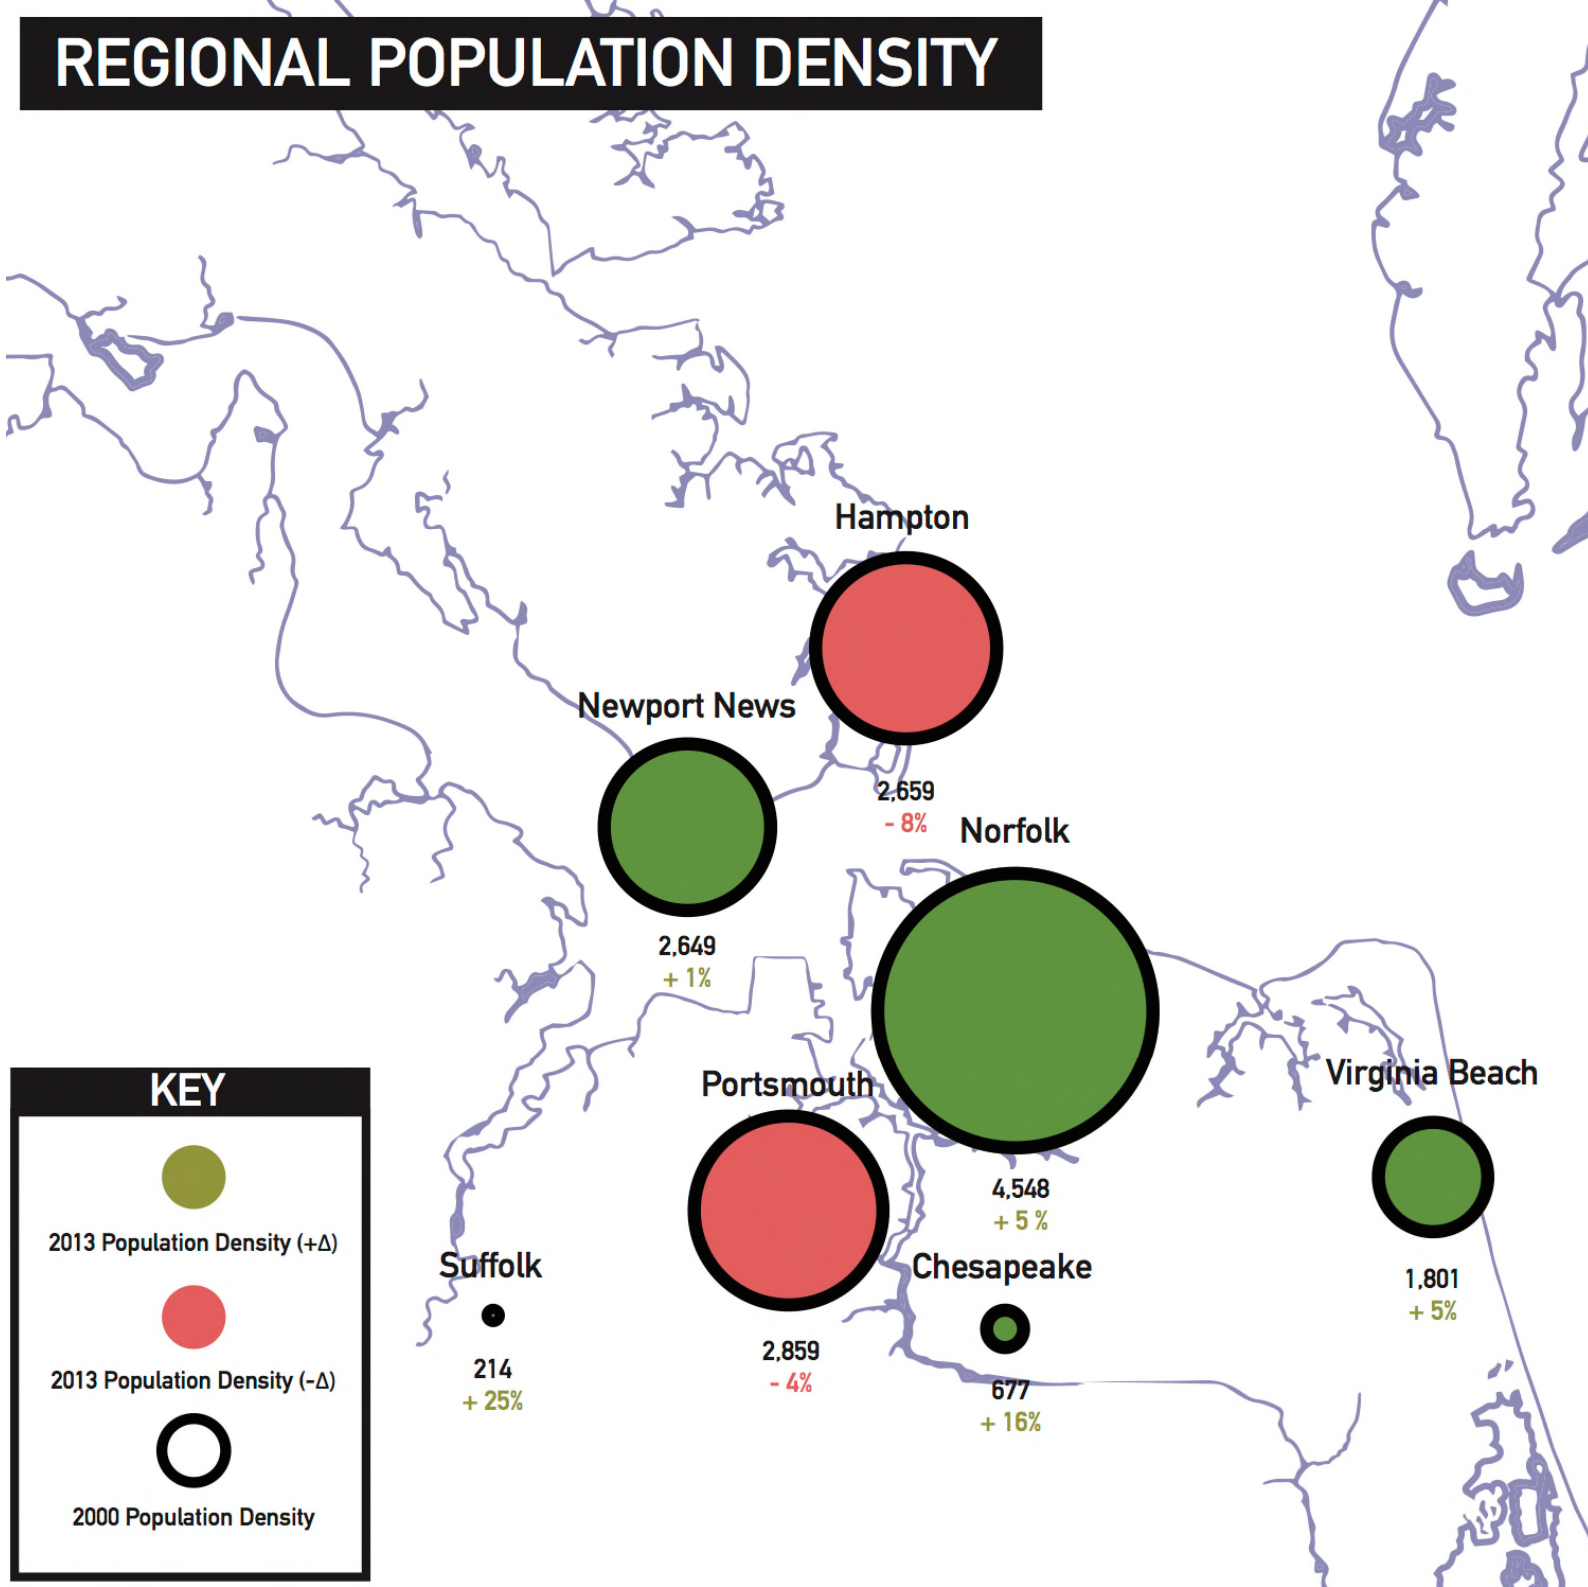 REGIONAL POPULATION DENSITY
Hampton
2,659
- 8%
Newport News
2,649
+ 1%
Norfolk
4,548
+ 5 %
Portsmouth
2,859
- 4%
Virginia Beach
1,801
+ 5%
Suffolk
214
+ 25%
Chesapeake
677
+ 16%
KEY
2013 Population Density (+Δ)
2013 Population Density (-Δ)
2000 Population Density